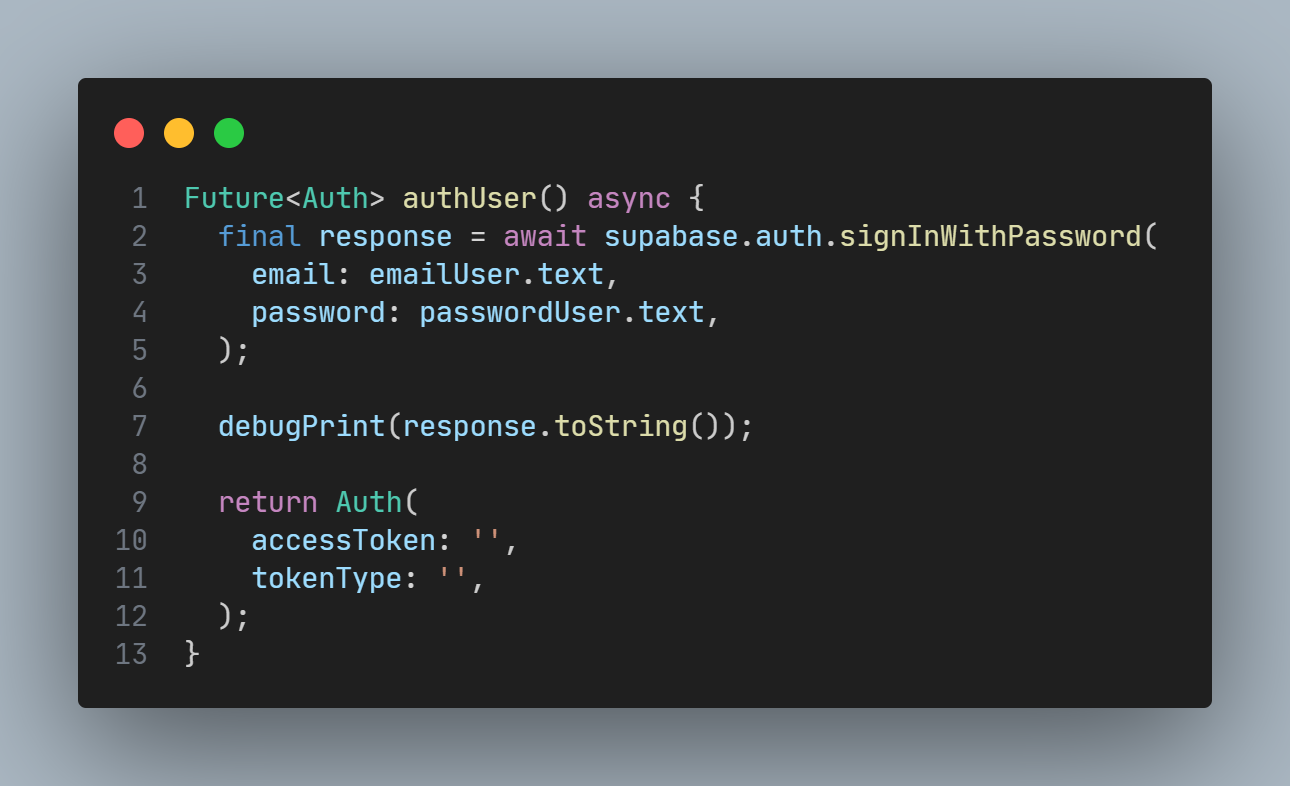 1 Future<Auth> authUser() async {
2   final response = await supabase.auth.signInWithPassword(
3     email: emailUser.text,
4     password: passwordUser.text,
5   );
6
7   debugPrint(response.toString());
8
9   return Auth(
10     accessToken: '',
11     tokenType: '',
12   );
13 }